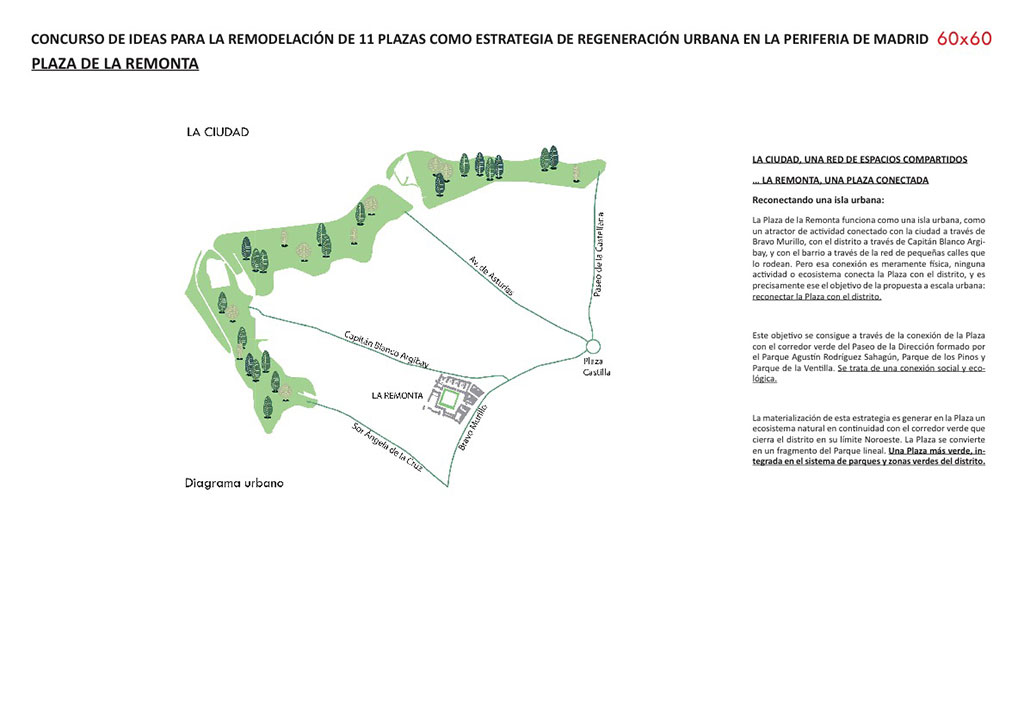 CONCURSO DE IDEAS PARA LA REMODELACIÓN DE 11 PLAZAS COMO ESTRATEGIA DE REGENERACIÓN URBANA EN LA PERIFERIA DE MADRID 60x60
PLAZA DE LA REMONTA
LA CIUDAD
Paseo de la Castellana
Av. de Asturias
Capitán Blanco Argibay
Plaza
Castilla
LA REMONTA
Bravo Murillo
Sor Ángela de la Cruz
Diagrama urbano
LA CIUDAD, UNA RED DE ESPACIOS COMPARTIDOS
... LA REMONTA, UNA PLAZA CONECTADA
Reconectando una isla urbana:
La Plaza de la Remonta funciona como una isla urbana, como
un atractor de actividad conectado con la ciudad a través de
Bravo Murillo, con el distrito a través de Capitán Blanco Argi-
bay, y con el barrio a través de la red de pequeñas calles que
lo rodean. Pero esa conexión es meramente física, ninguna
actividad o ecosistema conecta la Plaza con el distrito, y es
precisamente ese el objetivo de la propuesta a escala urbana:
reconectar la Plaza con el distrito.
Este objetivo se consigue a través de la conexión de la Plaza
con el corredor verde del Paseo de la Dirección formado por
el Parque Agustín Rodríguez Sahagún, Parque de los Pinos y
Parque de la Ventilla. Se trata de una conexión social y eco-
lógica.
La materialización de esta estrategia es generar en la Plaza un
ecosistema natural en continuidad con el corredor verde que
cierra el distrito en su límite Noroeste. La Plaza se convierte
en un fragmento del Parque lineal. Una Plaza más verde, in-
tegrada en el sistema de parques y zonas verdes del distrito.